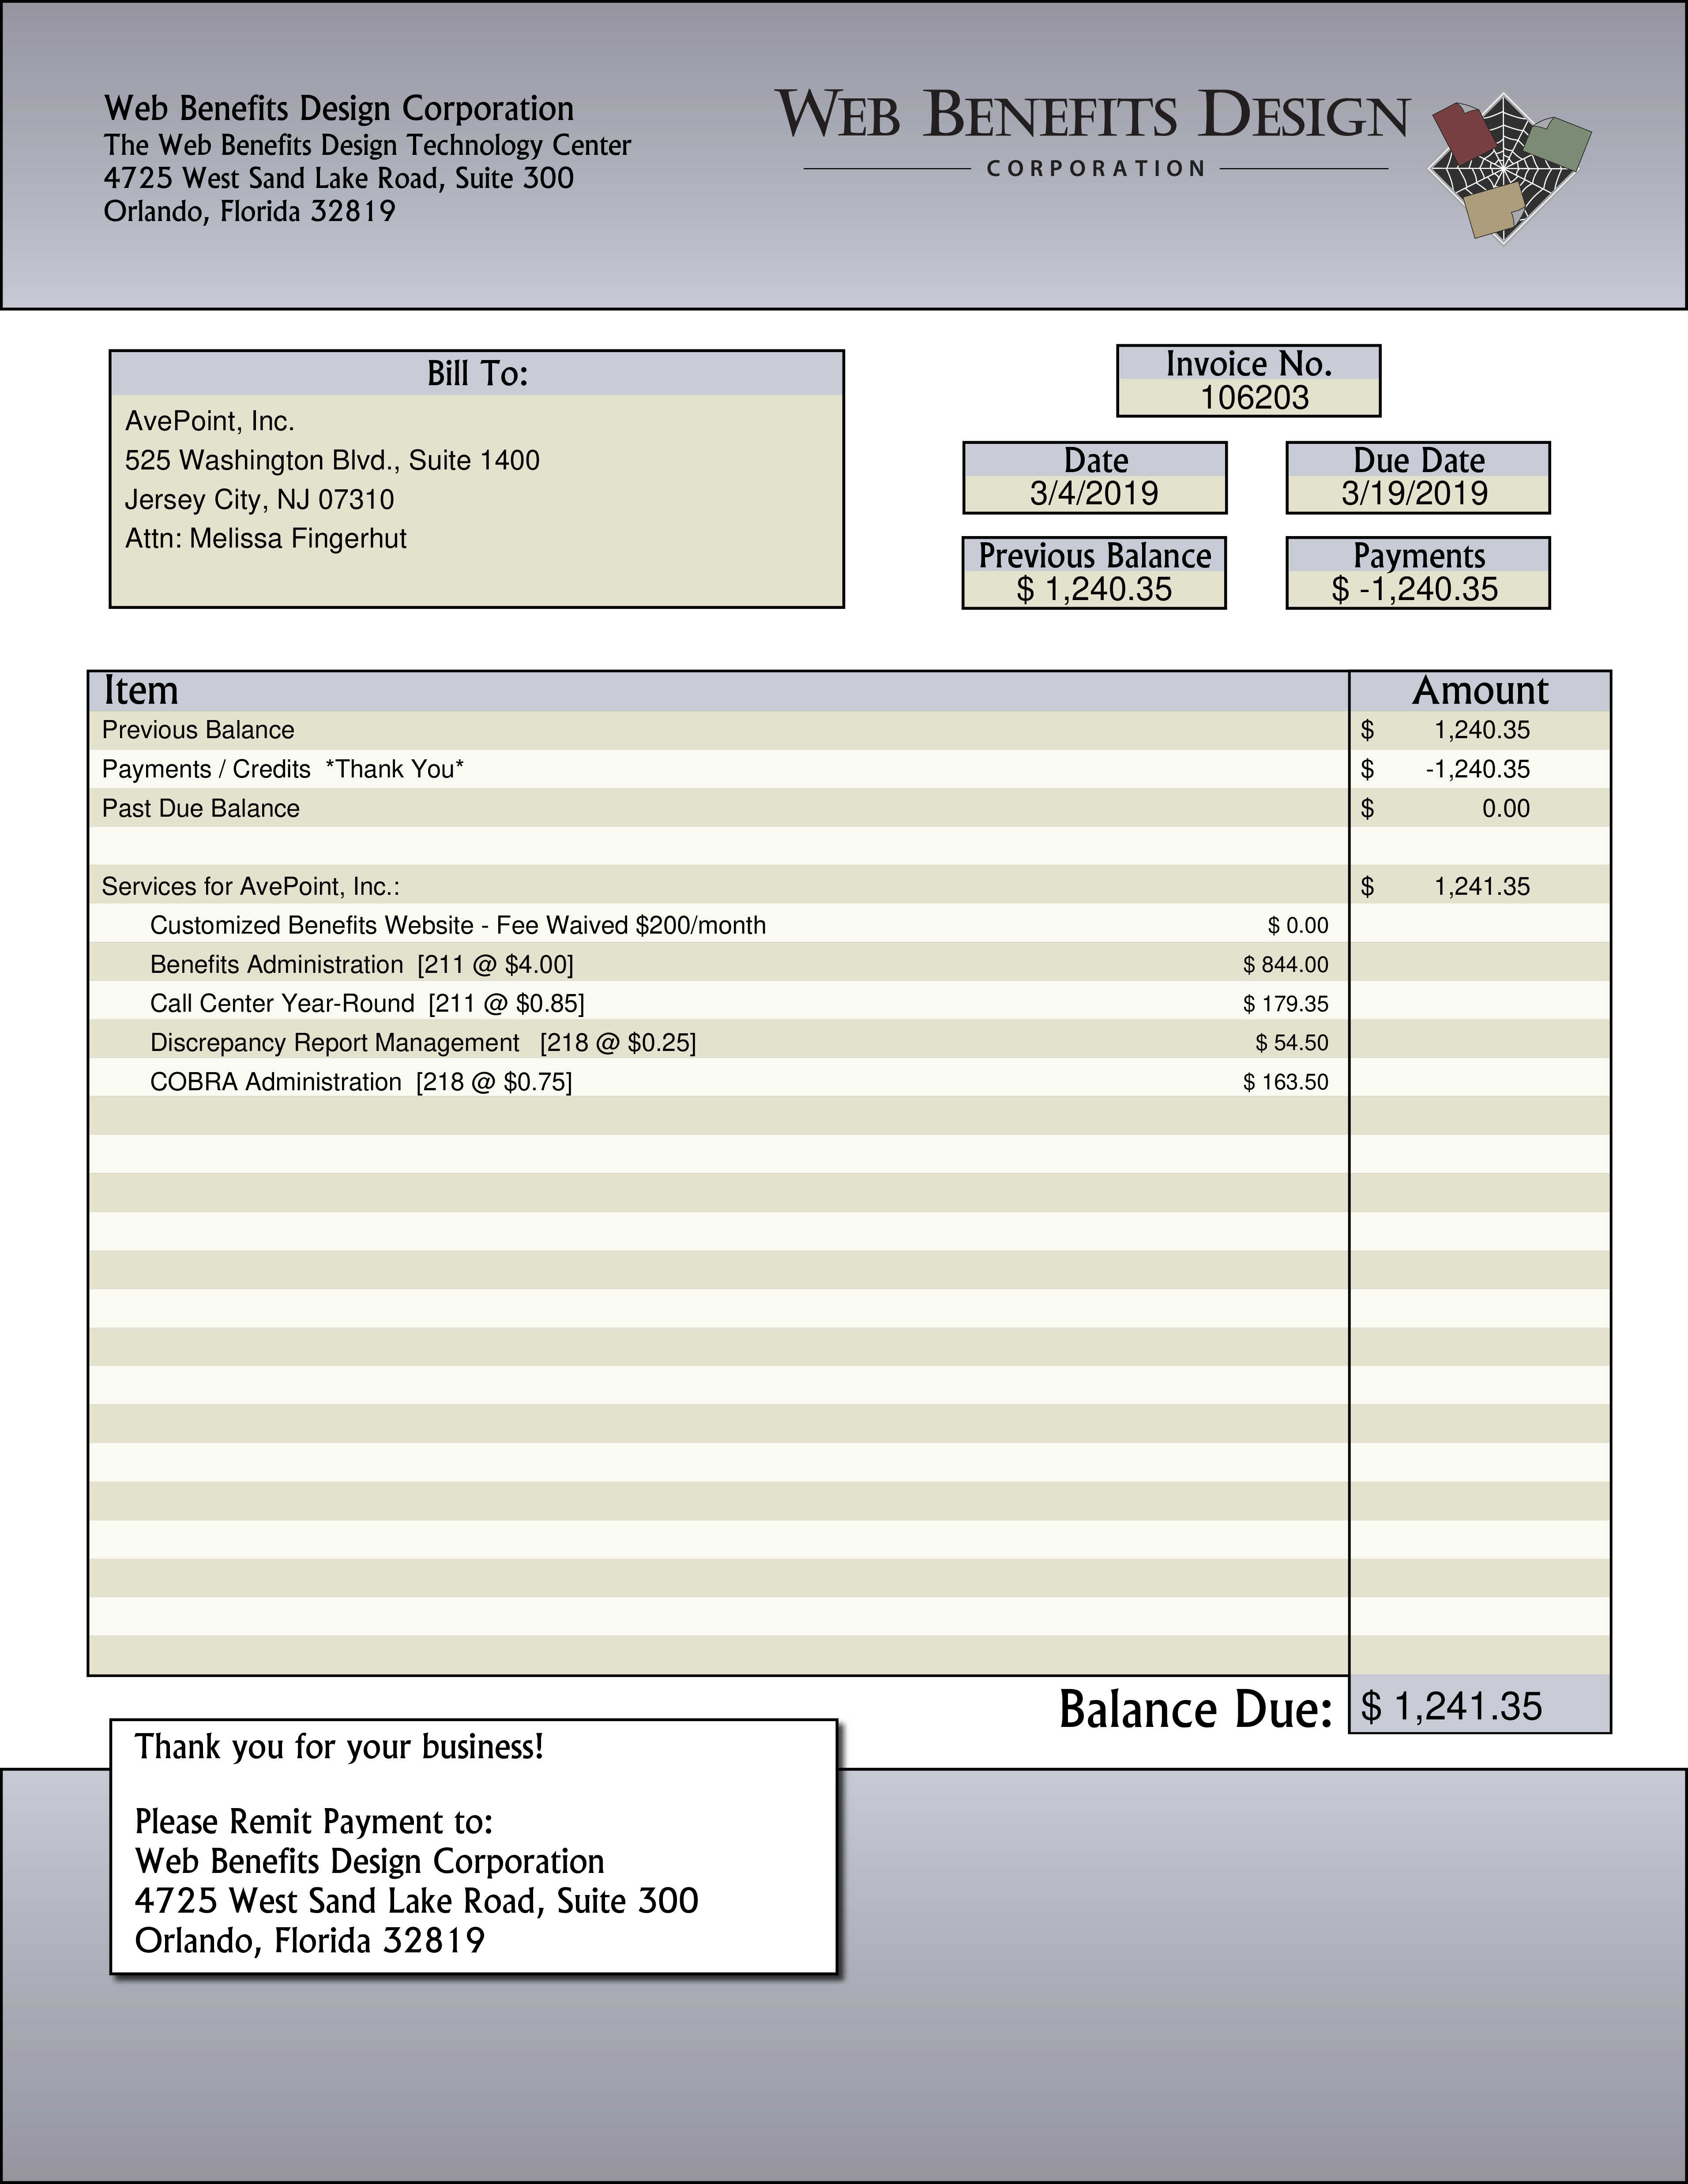 Web Benefits Design Corporation
The Web Benefits Design Technology Center
4725 West Sand Lake Road, Suite 300
Orlando, Florida 32819
WEB BENEFITS DESIGN
CORPORATION
Bill To:
AvePoint, Inc.
525 Washington Blvd., Suite 1400
Jersey City, NJ 07310
Attn: Melissa Fingerhut
Invoice No.
106203
Date
3/4/2019
Due Date
3/19/2019
Previous Balance
$ 1,240.35
Payments
$ -1,240.35
Item Amount
Previous Balance $ 1,240.35
Payments / Credits *Thank You* $ -1,240.35
Past Due Balance $ 0.00
Services for AvePoint, Inc.: $ 1,241.35
Customized Benefits Website - Fee Waived $200/month $ 0.00
Benefits Administration [211 @ $4.00] $ 844.00
Call Center Year-Round [211 @ $0.85] $ 179.35
Discrepancy Report Management [218 @ $0.25] $ 54.50
COBRA Administration [218 @ $0.75] $ 163.50
Balance Due: $ 1,241.35
Thank you for your business!
Please Remit Payment to:
Web Benefits Design Corporation
4725 West Sand Lake Road, Suite 300
Orlando, Florida 32819